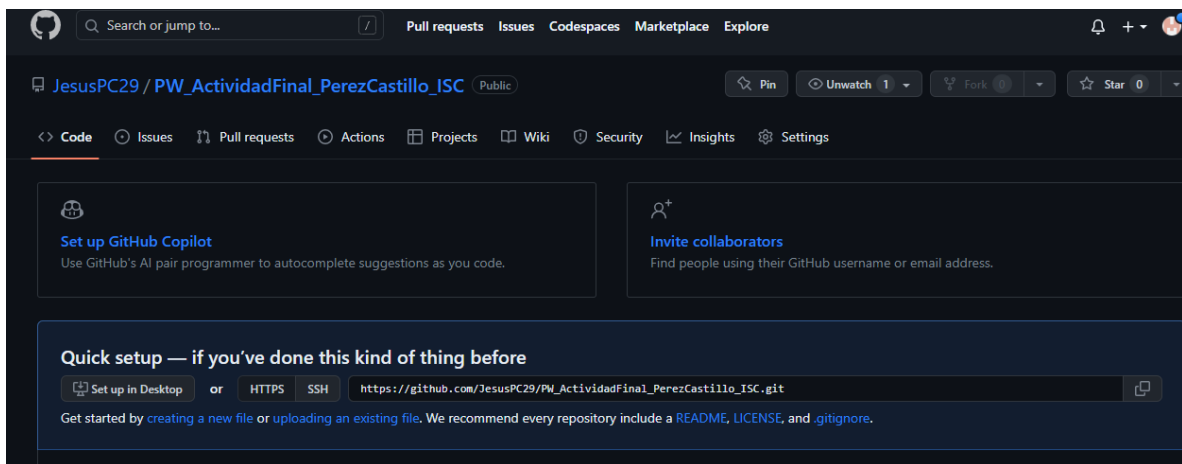 Search or jump to... / Pull requests Issues Codespaces Marketplace Explore
JesusPC29 / PW_ActividadFinal_PerezCastillo_ISC Public Pin Unwatch 1 Fork 0 Star 0
Code Issues Pull requests Actions Projects Wiki Security Insights Settings
Set up GitHub Copilot
Use GitHub's AI pair programmer to autocomplete suggestions as you code.
Invite collaborators
Find people using their GitHub username or email address.
Quick setup — if you've done this kind of thing before
Set up in Desktop or HTTPS SSH https://github.com/JesusPC29/PW_ActividadFinal_PerezCastillo_ISC.git
Get started by creating a new file or uploading an existing file. We recommend every repository include a README, LICENSE, and .gitignore.